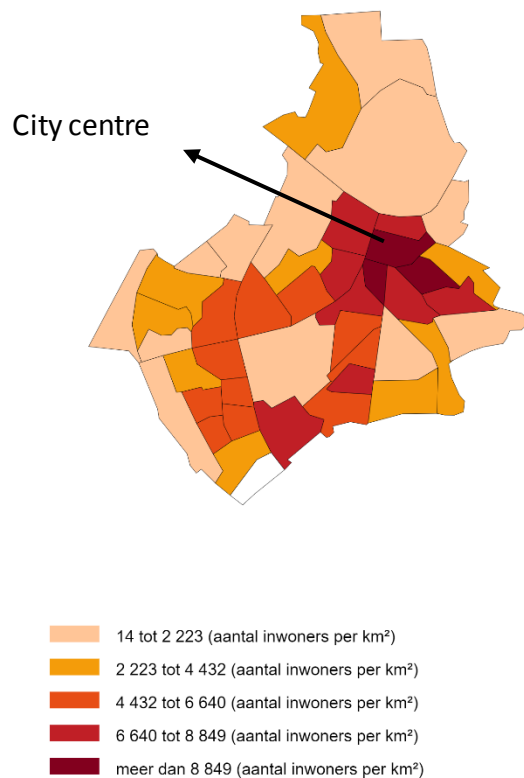 City centre
14 tot 2 223 (aantal inwoners per km²)
2 223 tot 4 432 (aantal inwoners per km²)
4 432 tot 6 640 (aantal inwoners per km²)
6 640 tot 8 849 (aantal inwoners per km²)
meer dan 8 849 (aantal inwoners per km²)